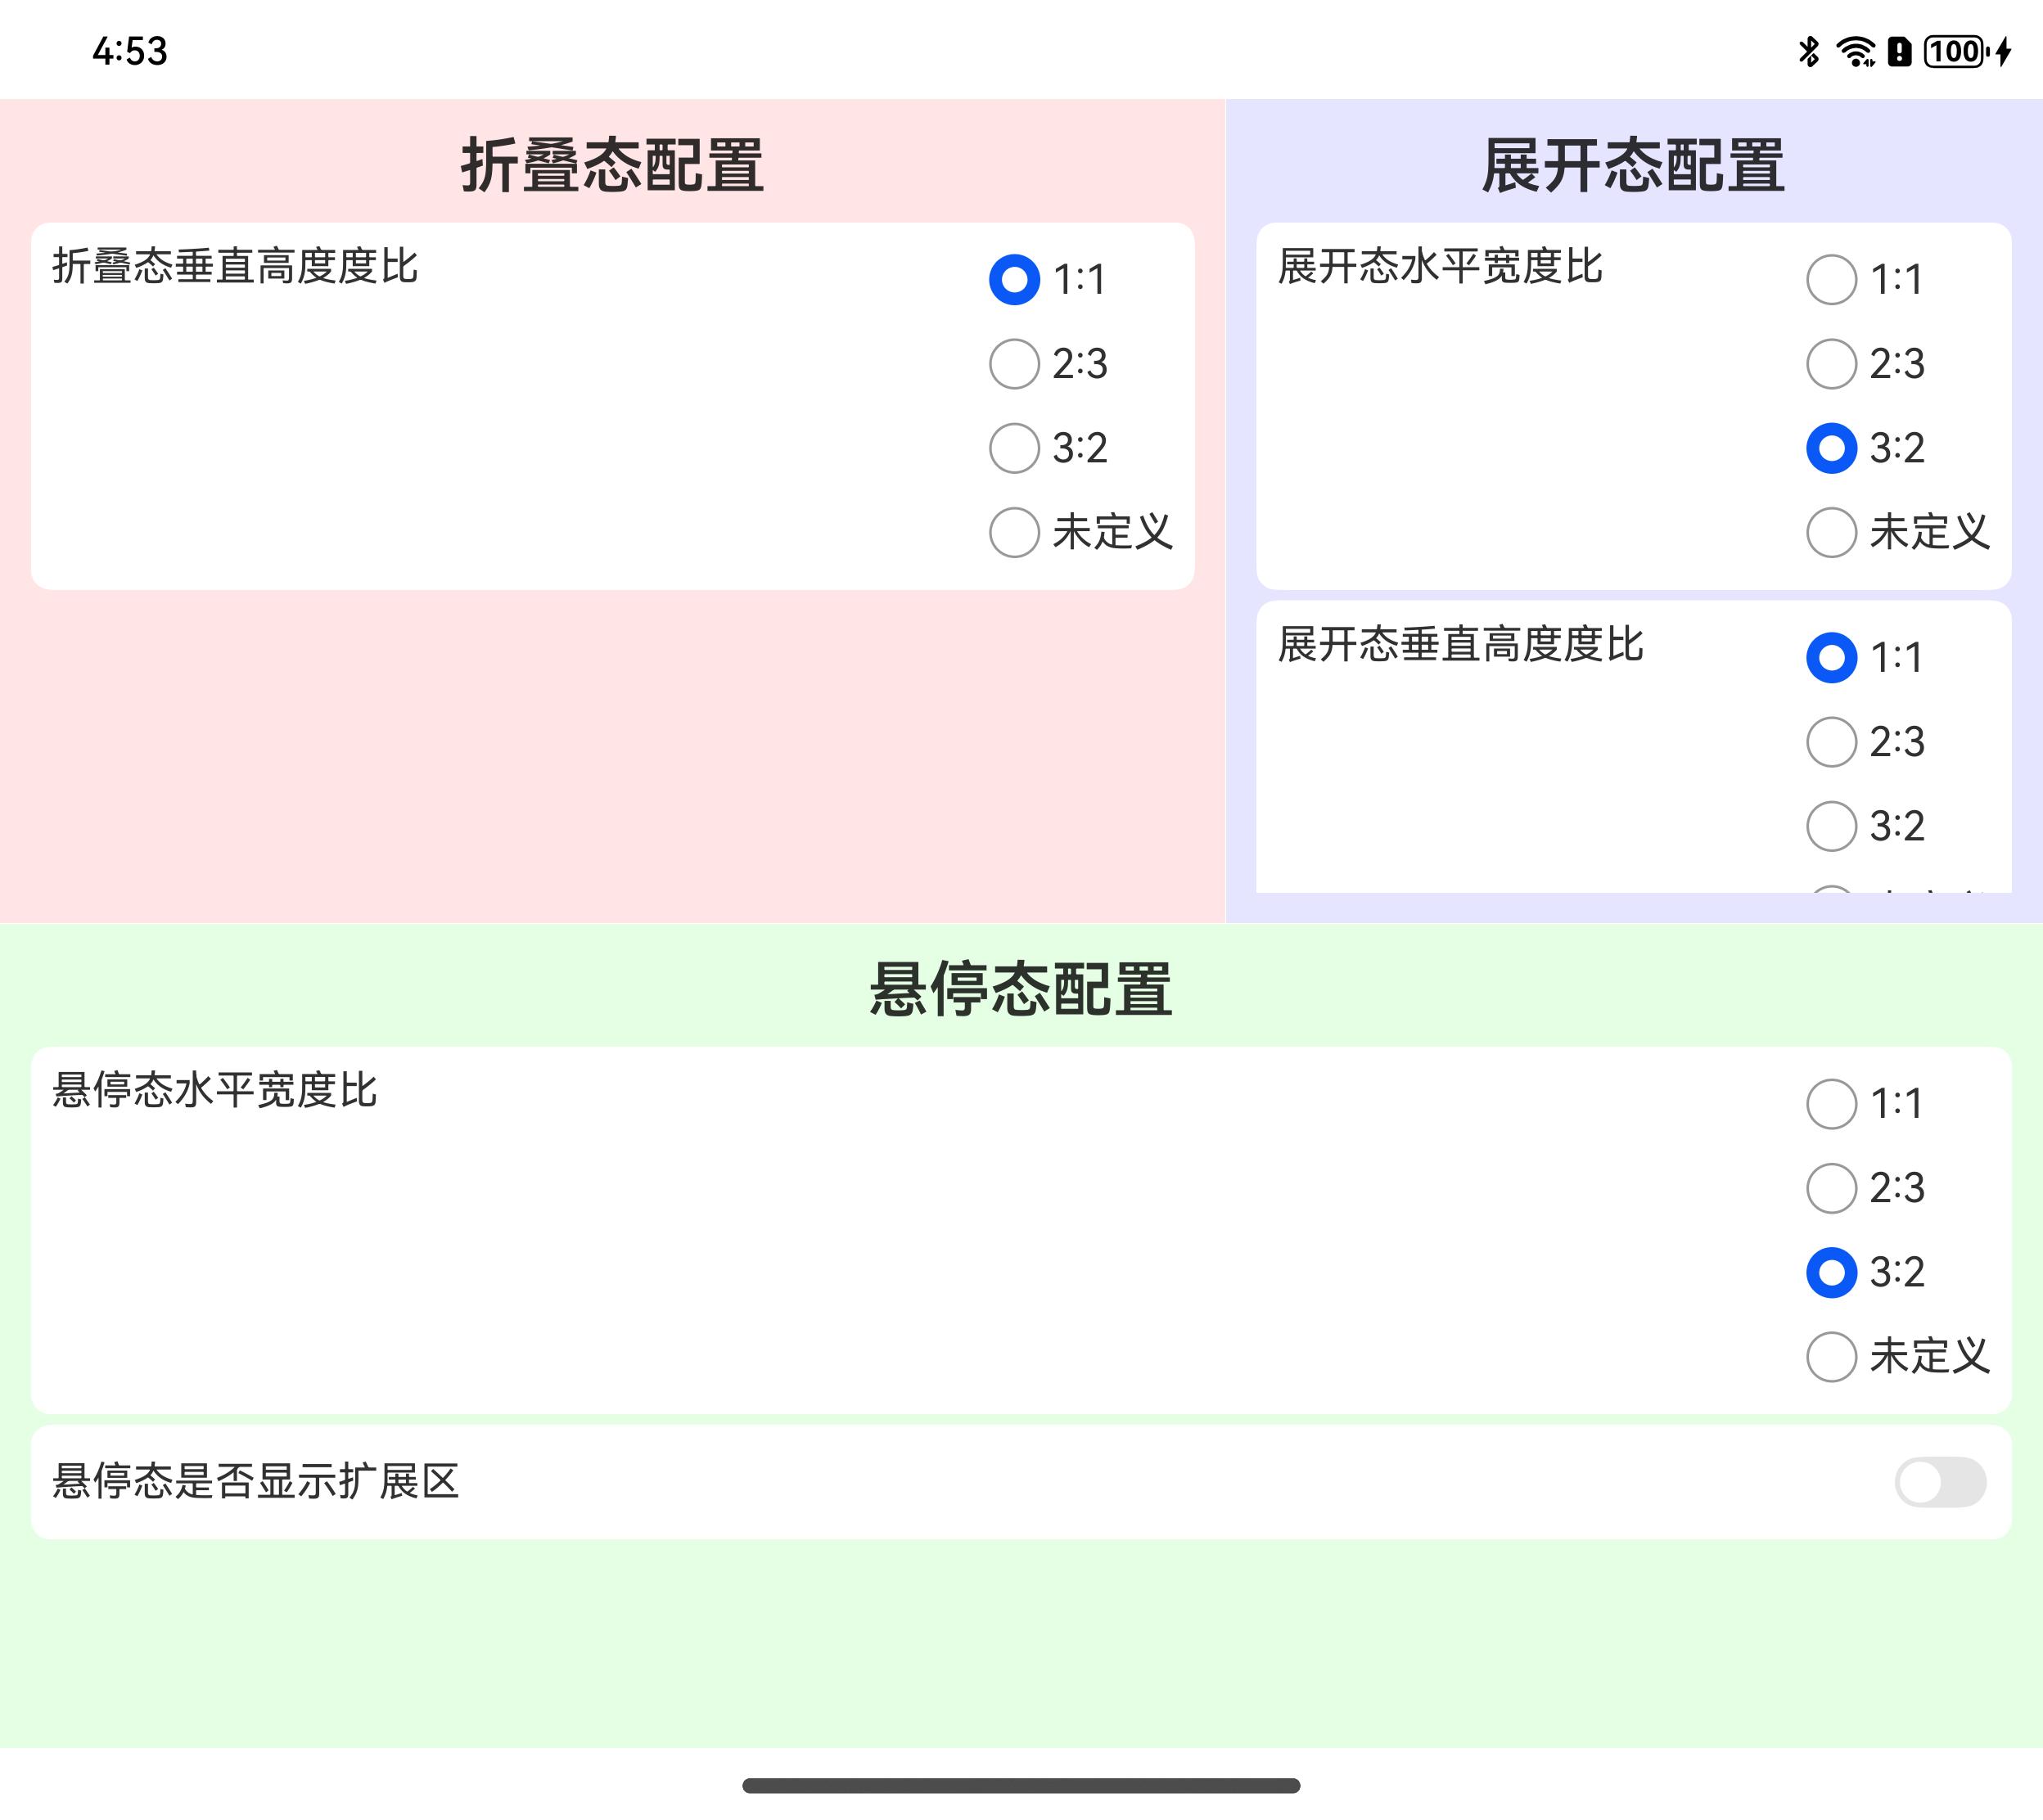 4:53
100
折叠态配置
折叠态垂直高度度比
1:1
2:3
3:2
未定义
展开态配置
展开态水平宽度比
1:1
2:3
3:2
未定义
展开态垂直高度度比
1:1
2:3
3:2
悬停态配置
悬停态水平宽度比
1:1
2:3
3:2
未定义
悬停态是否显示扩展区